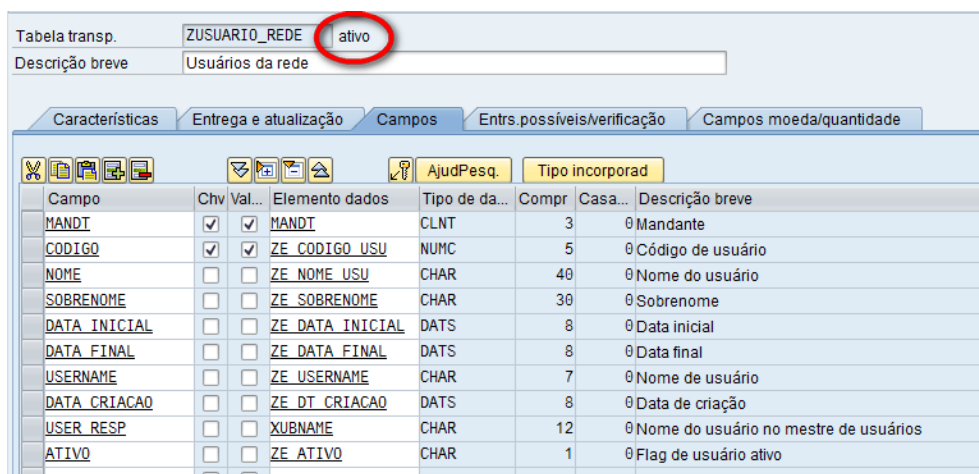 Tabela transp. ZUSUARIO_REDE ativo
Descrição breve Usuários da rede
Características Entrega e atualização Campos Entrs.possíveis/verificação Campos moeda/quantidade
AjudPesq. Tipo incorporad
Campo Chv Val... Elemento dados Tipo de da... Compr Casa... Descrição breve
MANDT MANDT CLNT 3 0 Mandante
CODIGO ZE_CODIGO_USU NUMC 5 0 Código de usuário
NOME ZE_NOME_USU CHAR 40 0 Nome do usuário
SOBRENOME ZE_SOBRENOME CHAR 30 0 Sobrenome
DATA_INICIAL ZE_DATA_INICIAL DATS 8 0 Data inicial
DATA_FINAL ZE_DATA_FINAL DATS 8 0 Data final
USERNAME ZE_USERNAME CHAR 7 0 Nome de usuário
DATA_CRIACAO ZE_DT_CRIACAO DATS 8 0 Data de criação
USER_RESP XUBNAME CHAR 12 0 Nome do usuário no mestre de usuários
ATIVO ZE_ATIVO CHAR 1 0 Flag de usuário ativo